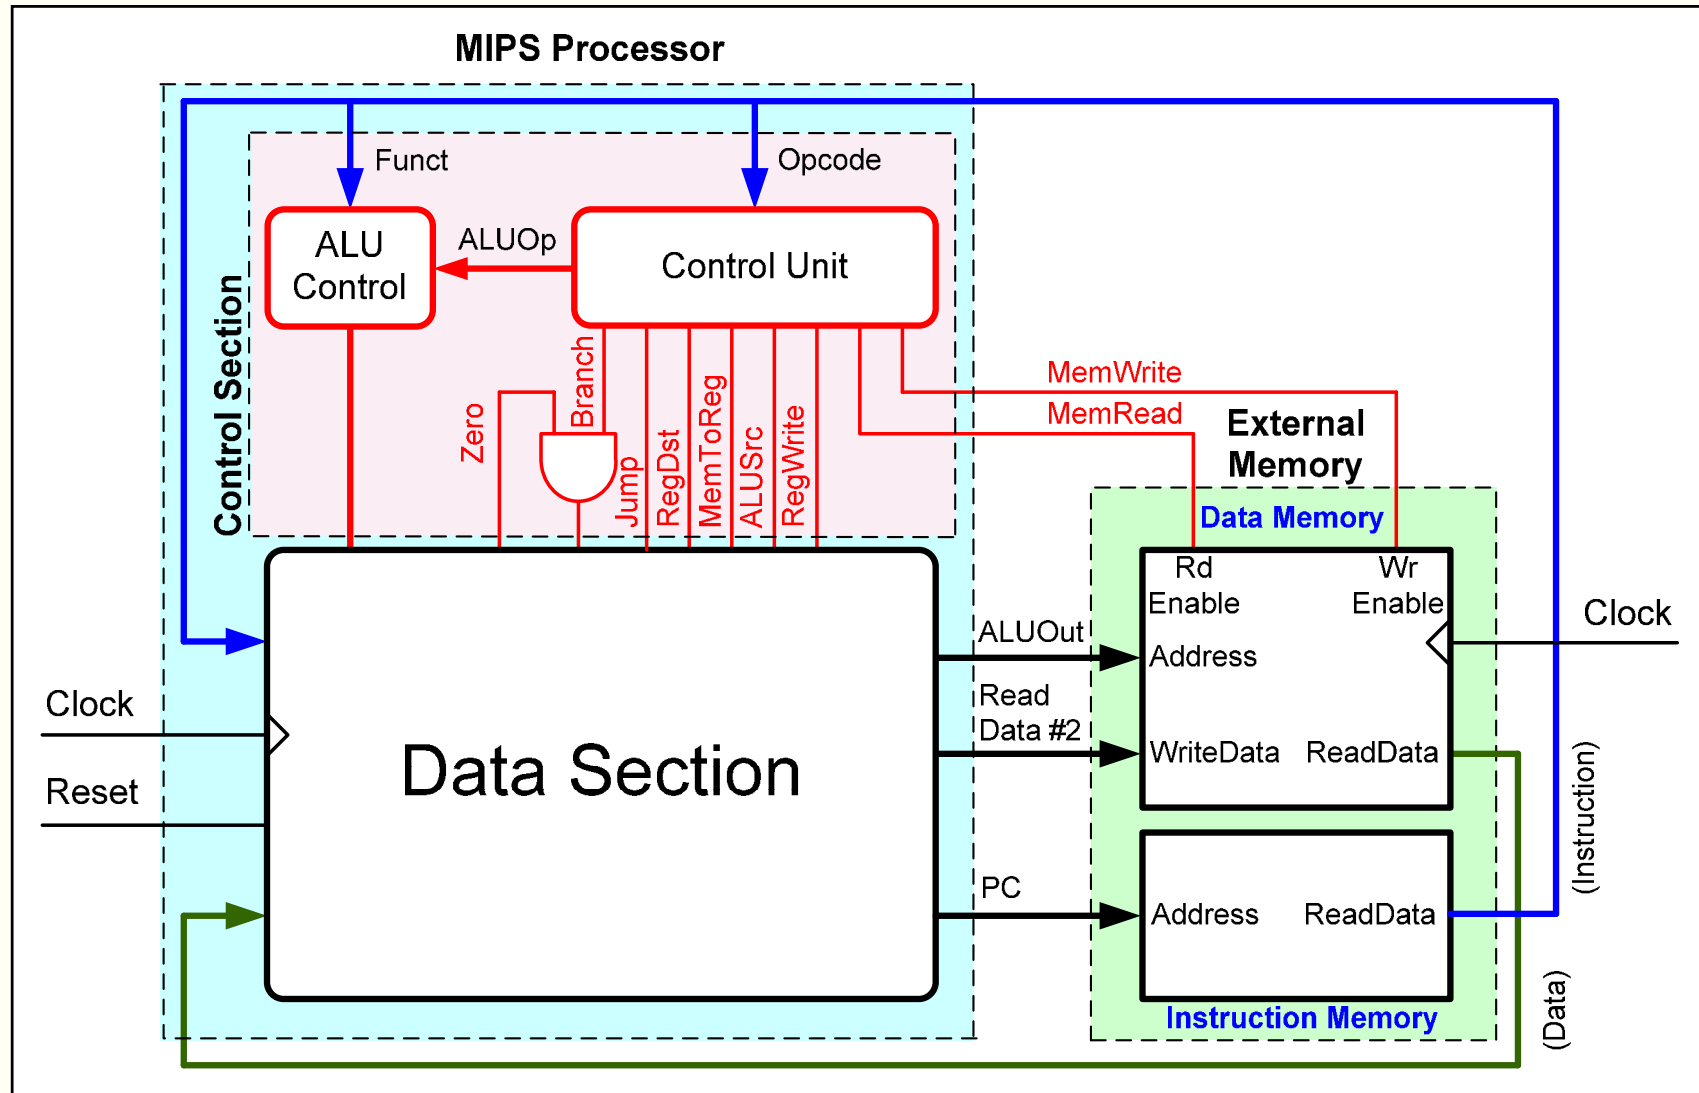 MIPS Processor
Funct
Opcode
ALU
Control
ALUOp
Control Unit
Control Section
Zero
Branch
Jump
RegDst
MemToReg
ALUSrc
RegWrite
MemWrite
MemRead
External
Memory
Data Memory
Rd
Enable
Wr
Enable
Clock
ALUOut
Address
Read
Data #2
WriteData
ReadData
Clock
Reset
Data Section
PC
Address
ReadData
Instruction Memory
(Instruction)
(Data)